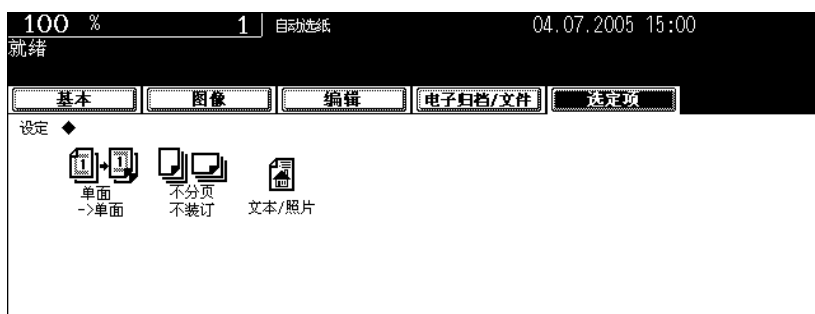 100 % 1 自动选纸 04.07.2005 15:00
就绪
基本 图像 编辑 电子归档/文件 选定项
设定 ◆
1 1
单面 不分页 文本/照片
->单面 不装订